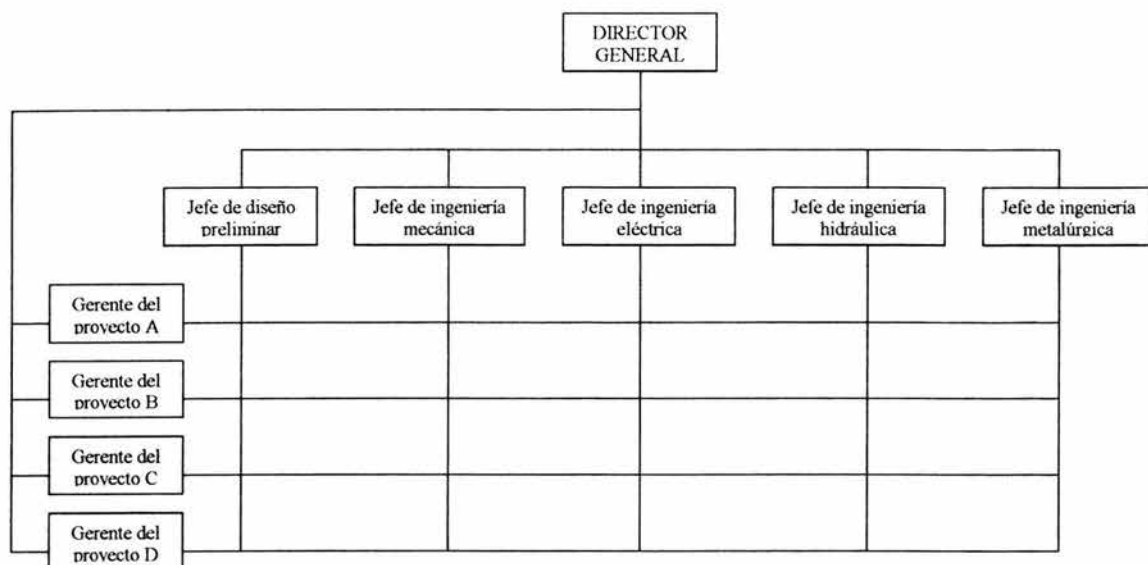 DIRECTOR
GENERAL
Jefe de diseño
preliminar
Jefe de ingeniería
mecánica
Jefe de ingeniería
eléctrica
Jefe de ingeniería
hidráulica
Jefe de ingeniería
metalúrgica
Gerente del
proyecto A
Gerente del
proyecto B
Gerente del
proyecto C
Gerente del
proyecto D